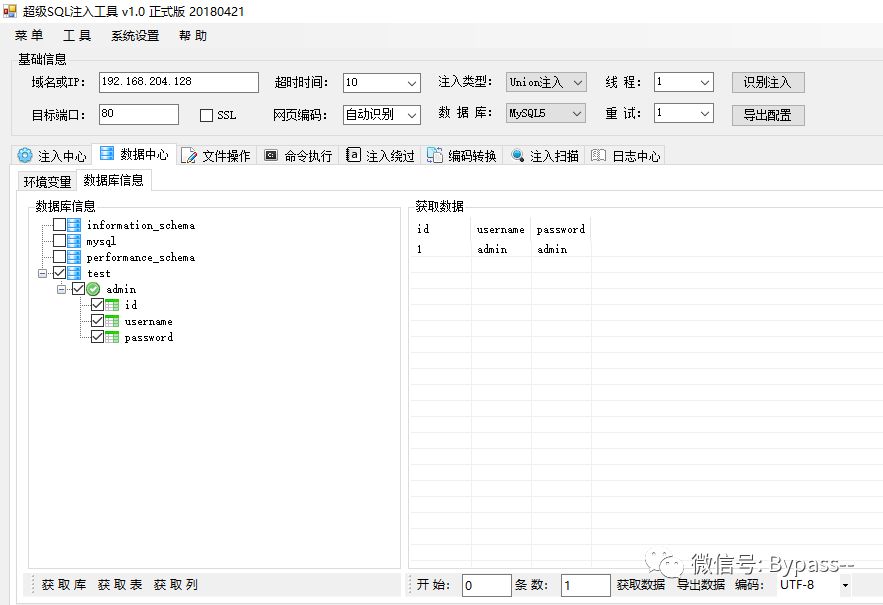 超级SQL注入工具 v1.0 正式版 20180421
菜 单 工 具 系统设置 帮 助
基础信息
域名或IP: 192.168.204.128 超时时间: 10 注入类型: Union注入 线 程: 1 识别注入
目标端口: 80 SSL 网页编码: 自动识别 数 据 库: MySQL5 重 试: 1 导出配置
注入中心 数据中心 文件操作 命令执行 注入绕过 编码转换 注入扫描 日志中心
环境变量 数据库信息
数据库信息
information_schema
mysql
performance_schema
test
admin
id
username
password
获取数据
id username password
1 admin admin
微信号: Bypass--
获 取 库 获 取 表 获 取 列
开 始: 0 条 数: 1 获取数据 导出数据 编码: UTF-8